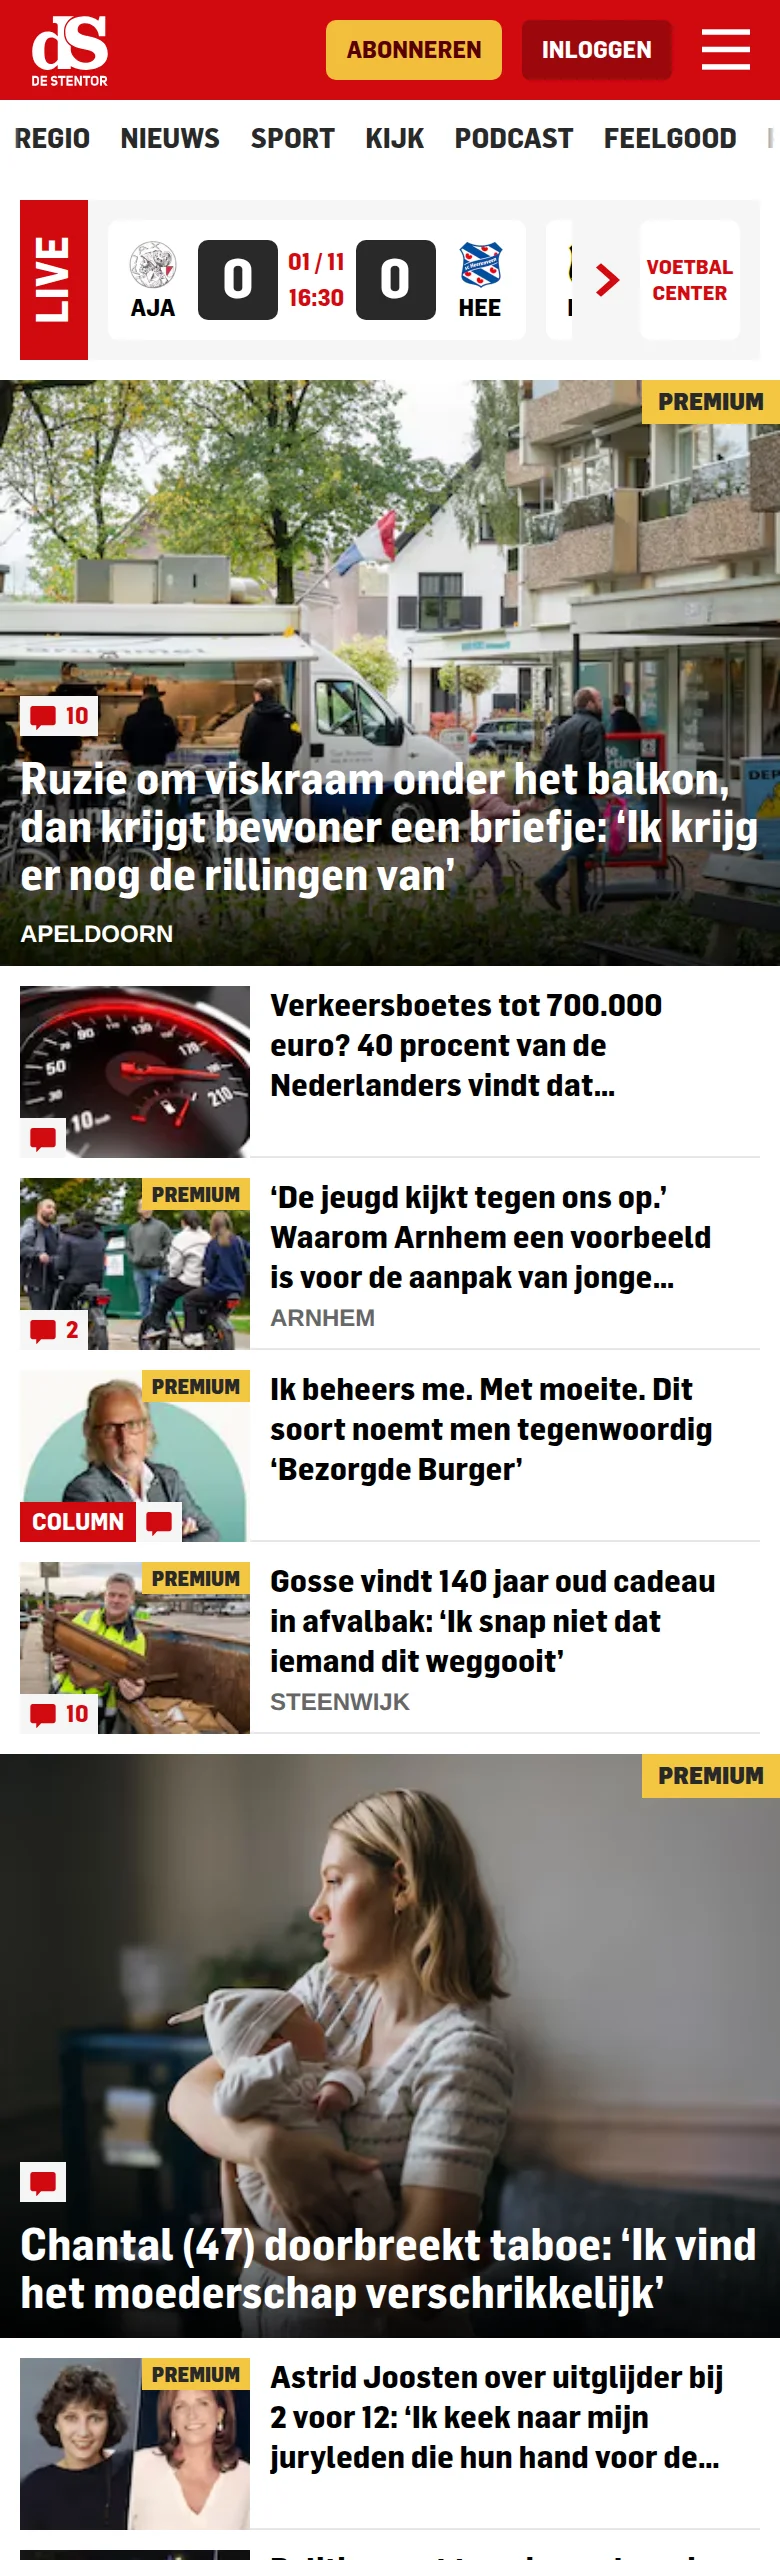 dS
DE STENTOR
ABONNEREN
INLOGGEN
REGIO NIEUWS SPORT KIJK PODCAST FEELGOOD
LIVE
AJA
0
01 / 11
16:30
0
HEE
VOETBAL
CENTER
PREMIUM
10
Ruzie om viskraam onder het balkon,
dan krijgt bewoner een briefje: ‘Ik krijg
er nog de rillingen van’
APELDOORN
Verkeersboetes tot 700.000
euro? 40 procent van de
Nederlanders vindt dat...
PREMIUM
2
‘De jeugd kijkt tegen ons op.’
Waarom Arnhem een voorbeeld
is voor de aanpak van jonge...
ARNHEM
PREMIUM
COLUMN
Ik beheers me. Met moeite. Dit
soort noemt men tegenwoordig
‘Bezorgde Burger’
PREMIUM
10
Gosse vindt 140 jaar oud cadeau
in afvalbak: ‘Ik snap niet dat
iemand dit weggooit’
STEENWIJK
PREMIUM
Chantal (47) doorbreekt taboe: ‘Ik vind
het moederschap verschrikkelijk’
PREMIUM
Astrid Joosten over uitglijder bij
2 voor 12: ‘Ik keek naar mijn
juryleden die hun hand voor de...